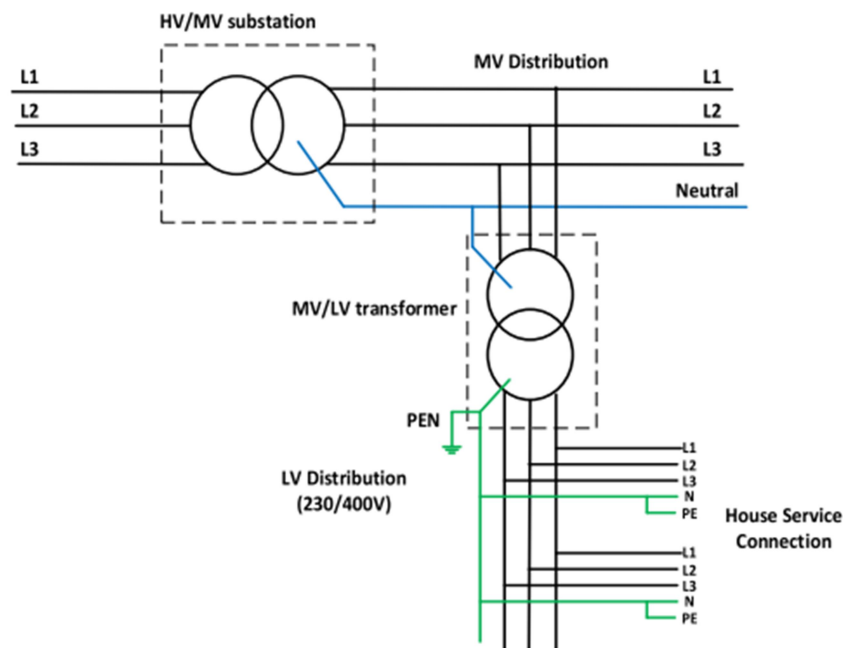 HV/MV substation
MV Distribution
L1
L1
L2
L2
L3
L3
Neutral
MV/LV transformer
PEN
LV Distribution
(230/400V)
L1
L2
L3
N
PE
House Service
Connection
L1
L2
L3
N
PE